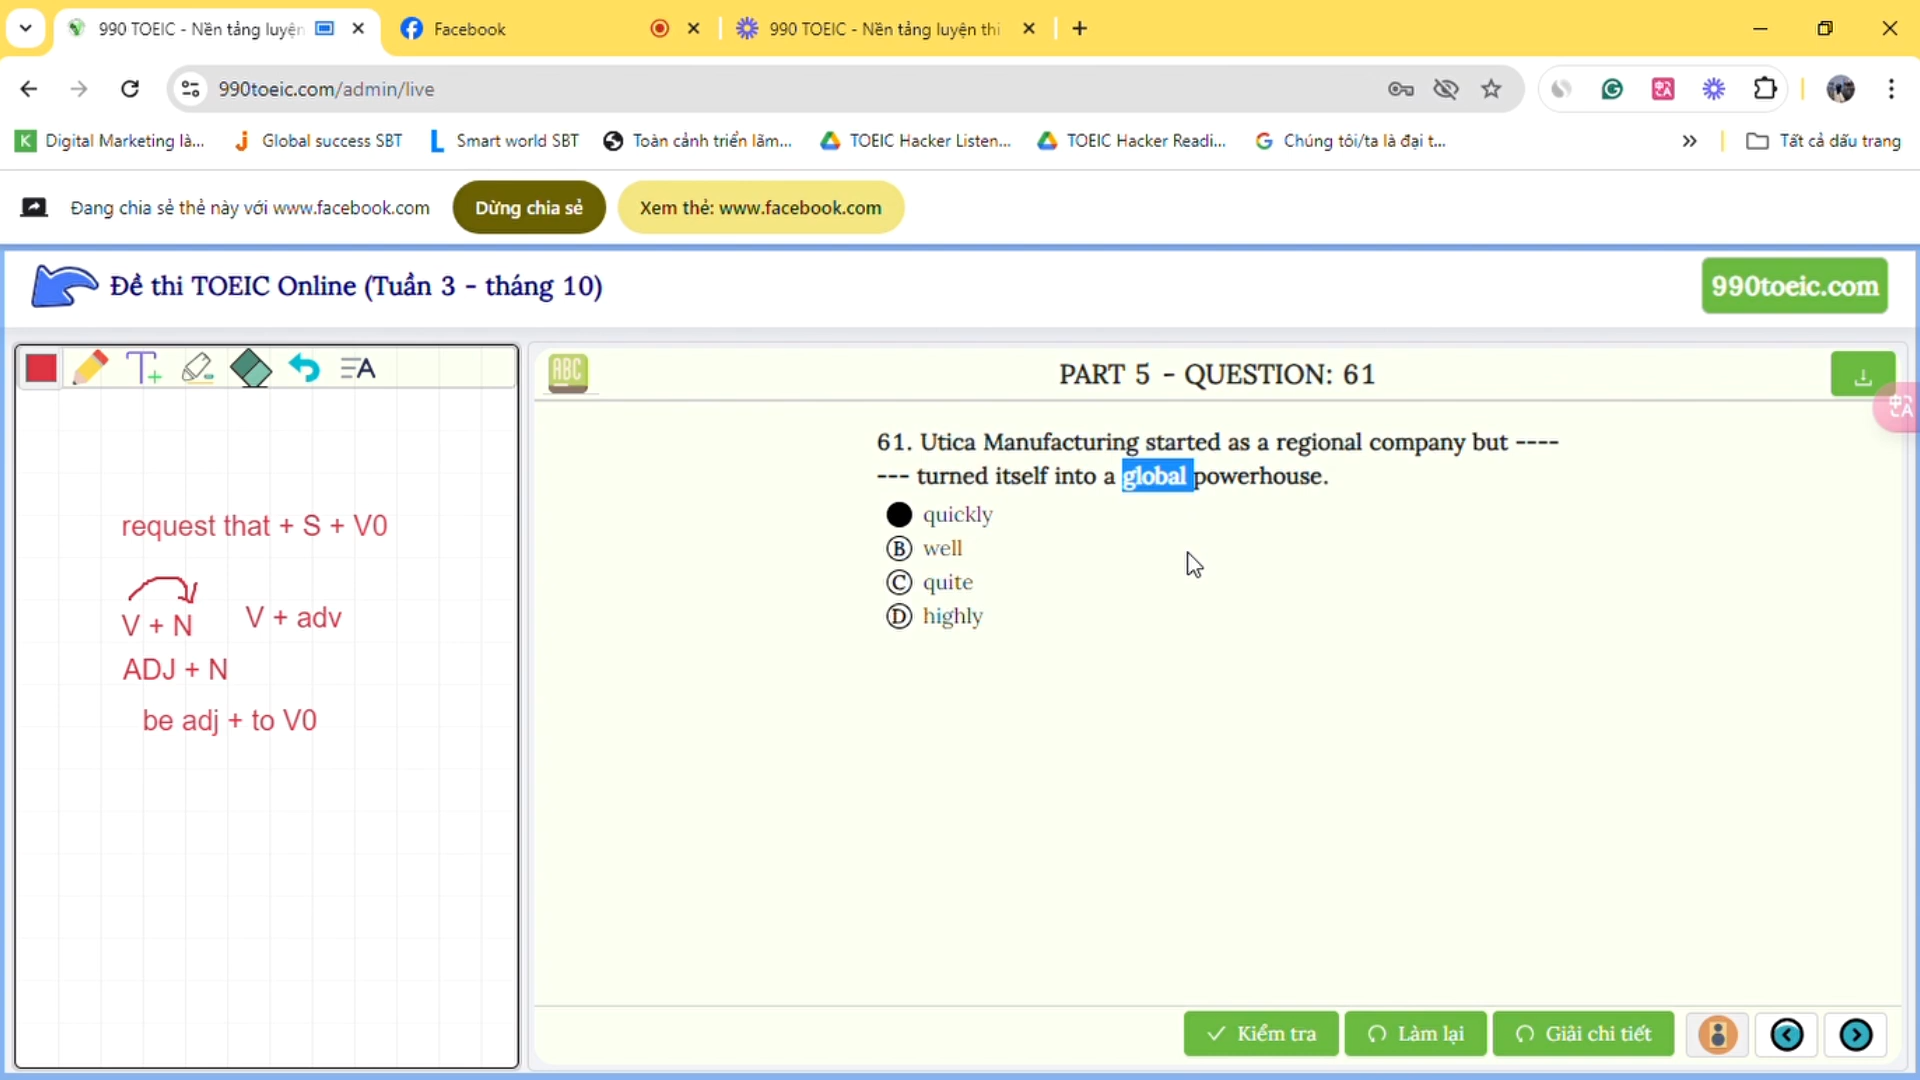 990 TOEIC - Nền tảng luyện
Facebook
990 TOEIC - Nền tảng luyện thi
990toeic.com/admin/live
Digital Marketing là...
Global success SBT
Smart world SBT
Toàn cảnh triển lãm...
TOEIC Hacker Listen...
TOEIC Hacker Readi...
Chúng tôi/ta là đại t...
Tất cả dấu trang
Đang chia sẻ thẻ này với www.facebook.com
Dừng chia sẻ
Xem thẻ: www.facebook.com
Đề thi TOEIC Online (Tuần 3 - tháng 10)
990toeic.com
ABC
PART 5 - QUESTION: 61
61. Utica Manufacturing started as a regional company but ----
--- turned itself into a global powerhouse.
quickly
B well
C quite
D highly
request that + S + V0
V + N
V + adv
ADJ + N
be adj + to V0
Kiểm tra
Làm lại
Giải chi tiết